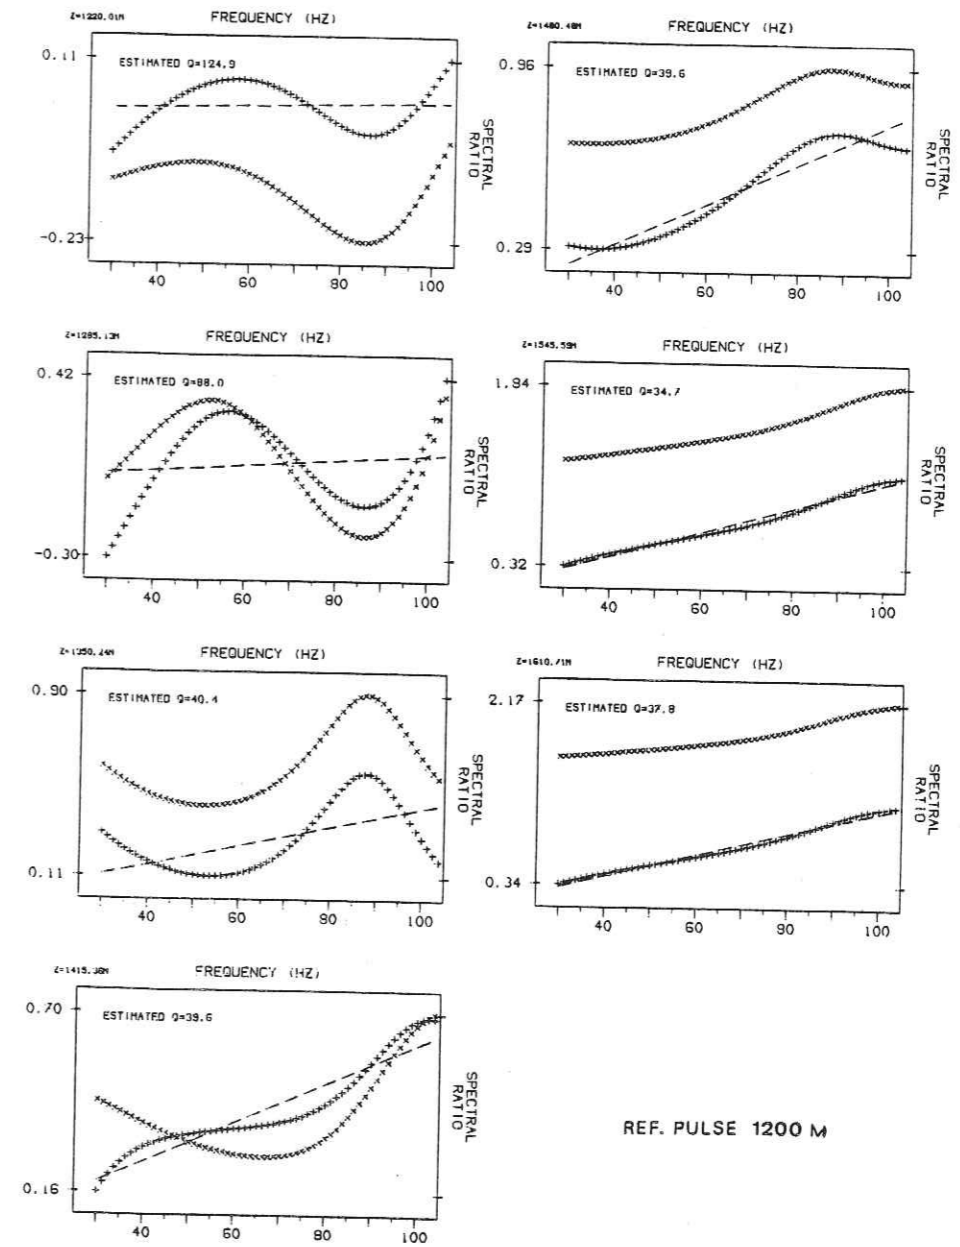 Z=1220.01M FREQUENCY (HZ)
0.11
ESTIMATED Q=124.9
-0.23
SPECTRAL
RATIO
40 60 80 100
Z=1285.13M FREQUENCY (HZ)
0.42
ESTIMATED Q=88.0
-0.30
SPECTRAL
RATIO
40 60 80 100
Z=1350.24M FREQUENCY (HZ)
0.90
ESTIMATED Q=40.4
0.11
SPECTRAL
RATIO
40 60 80 100
Z=1415.36M FREQUENCY (HZ)
0.70
ESTIMATED Q=39.6
0.16
SPECTRAL
RATIO
40 60 80 100
Z=1480.48M FREQUENCY (HZ)
0.96
ESTIMATED Q=39.6
0.29
SPECTRAL
RATIO
40 60 80 100
Z=1545.59M FREQUENCY (HZ)
1.94
ESTIMATED Q=34.7
0.32
SPECTRAL
RATIO
40 60 80 100
Z=1610.71M FREQUENCY (HZ)
2.17
ESTIMATED Q=37.8
0.34
SPECTRAL
RATIO
40 60 80 100
REF. PULSE 1200 M